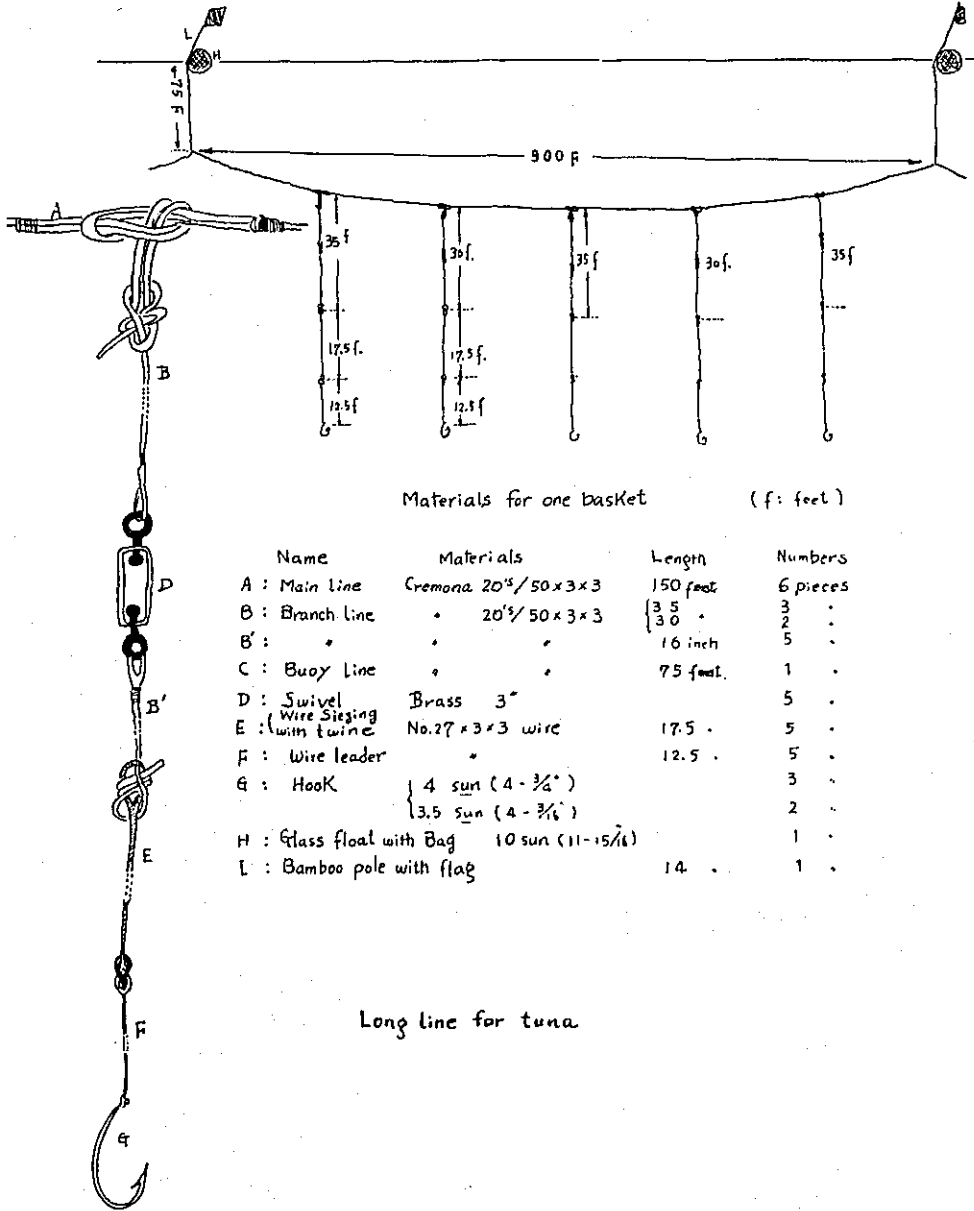 L
H
75 F
900 F
A
35 f
30 f.
35 f
30 f.
35 f
17.5 f.
17.5 f.
12.5 f
12.5 f
B
D
B'
E
F
G
Materials for one basket (f: feet)
Name Materials Length Numbers
A : Main line Cremona 20's/50 x 3 x 3 150 feet 6 pieces
B : Branch line " 20's/50 x 3 x 3 { 35 " 3 "
30 2 "
B' : " " " 16 inch 5 "
C : Buoy line " " 75 feet. 1 "
D : Swivel Brass 3" 5 "
E : { Wire Sieging
with twine No.27 x 3 x 3 wire 17.5 " 5 "
F : Wire leader " 12.5 " 5 "
G : Hook { 4 sun (4-3/4") 3 "
3.5 sun (4-3/16") 2 "
H : Glass float with Bag 10 sun (11-15/16") 1 "
I : Bamboo pole with flag 14 " 1 "
Long line for tuna